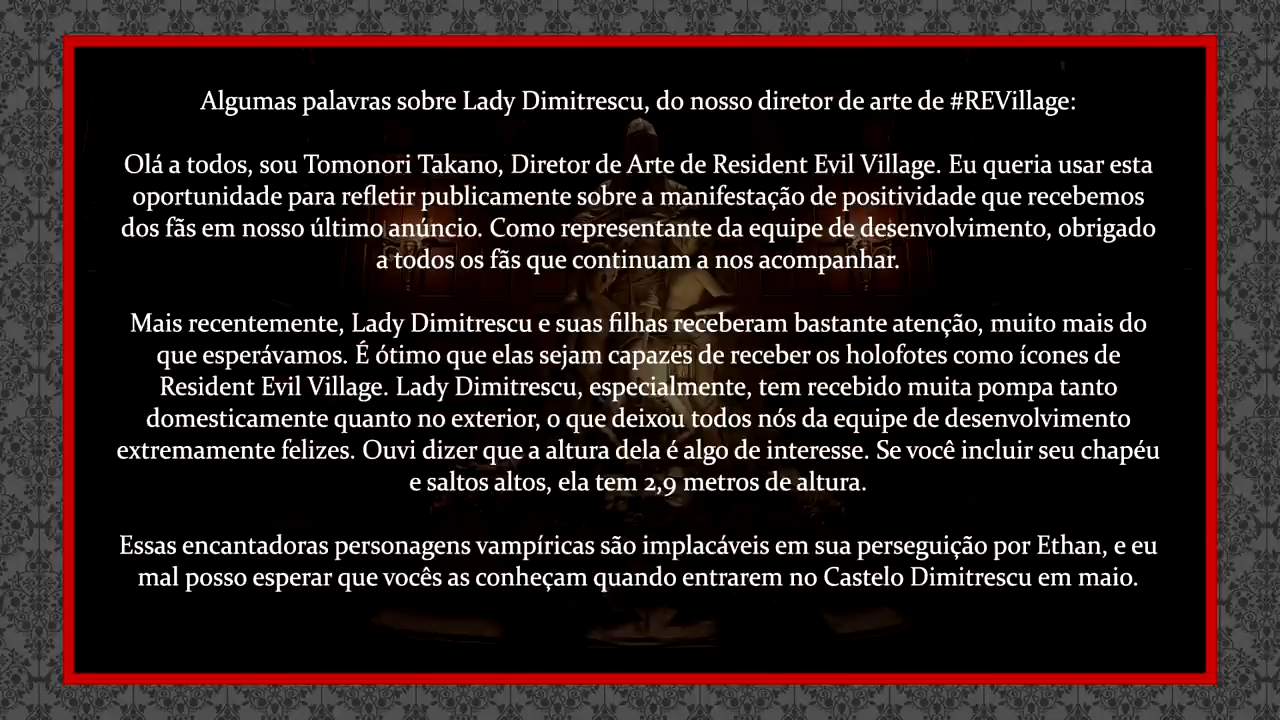 Algumas palavras sobre Lady Dimitrescu, do nosso diretor de arte de #REVillage:
Olá a todos, sou Tomonori Takano, Diretor de Arte de Resident Evil Village. Eu queria usar esta
oportunidade para refletir publicamente sobre a manifestação de positividade que recebemos
dos fãs em nosso último anúncio. Como representante da equipe de desenvolvimento, obrigado
a todos os fãs que continuam a nos acompanhar.
Mais recentemente, Lady Dimitrescu e suas filhas receberam bastante atenção, muito mais do
que esperávamos. É ótimo que elas sejam capazes de receber os holofotes como ícones de
Resident Evil Village. Lady Dimitrescu, especialmente, tem recebido muita pompa tanto
domesticamente quanto no exterior, o que deixou todos nós da equipe de desenvolvimento
extremamente felizes. Ouvi dizer que a altura dela é algo de interesse. Se você incluir seu chapéu
e saltos altos, ela tem 2,9 metros de altura.
Essas encantadoras personagens vampíricas são implacáveis em sua perseguição por Ethan, e eu
mal posso esperar que vocês as conheçam quando entrarem no Castelo Dimitrescu em maio.